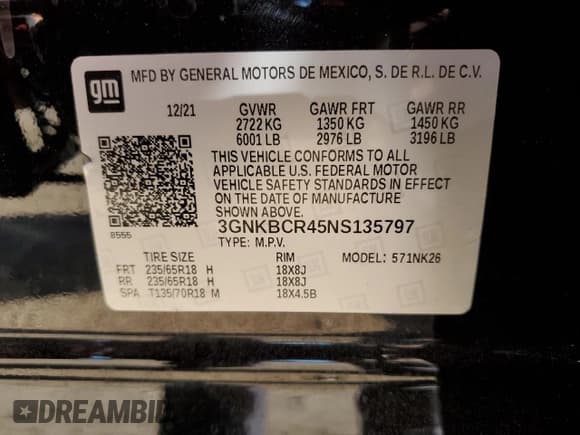 gm
MFD BY GENERAL MOTORS DE MEXICO, S. DE R.L. DE C.V.
12/21 GVWR GAWR FRT GAWR RR
2722 KG 1350 KG 1450 KG
6001 LB 2976 LB 3196 LB
THIS VEHICLE CONFORMS TO ALL
APPLICABLE U.S. FEDERAL MOTOR
VEHICLE SAFETY STANDARDS IN EFFECT
ON THE DATE OF MANUFACTURE
SHOWN ABOVE.
8555
3GNKBCR45NS135797
TYPE: M.P.V.
TIRE SIZE RIM MODEL: 571NK26
FRT 235/65R18 H 18X8J
RR 235/65R18 H 18X8J
SPA T135/70R18 M 18X4.5B
DREAMBID